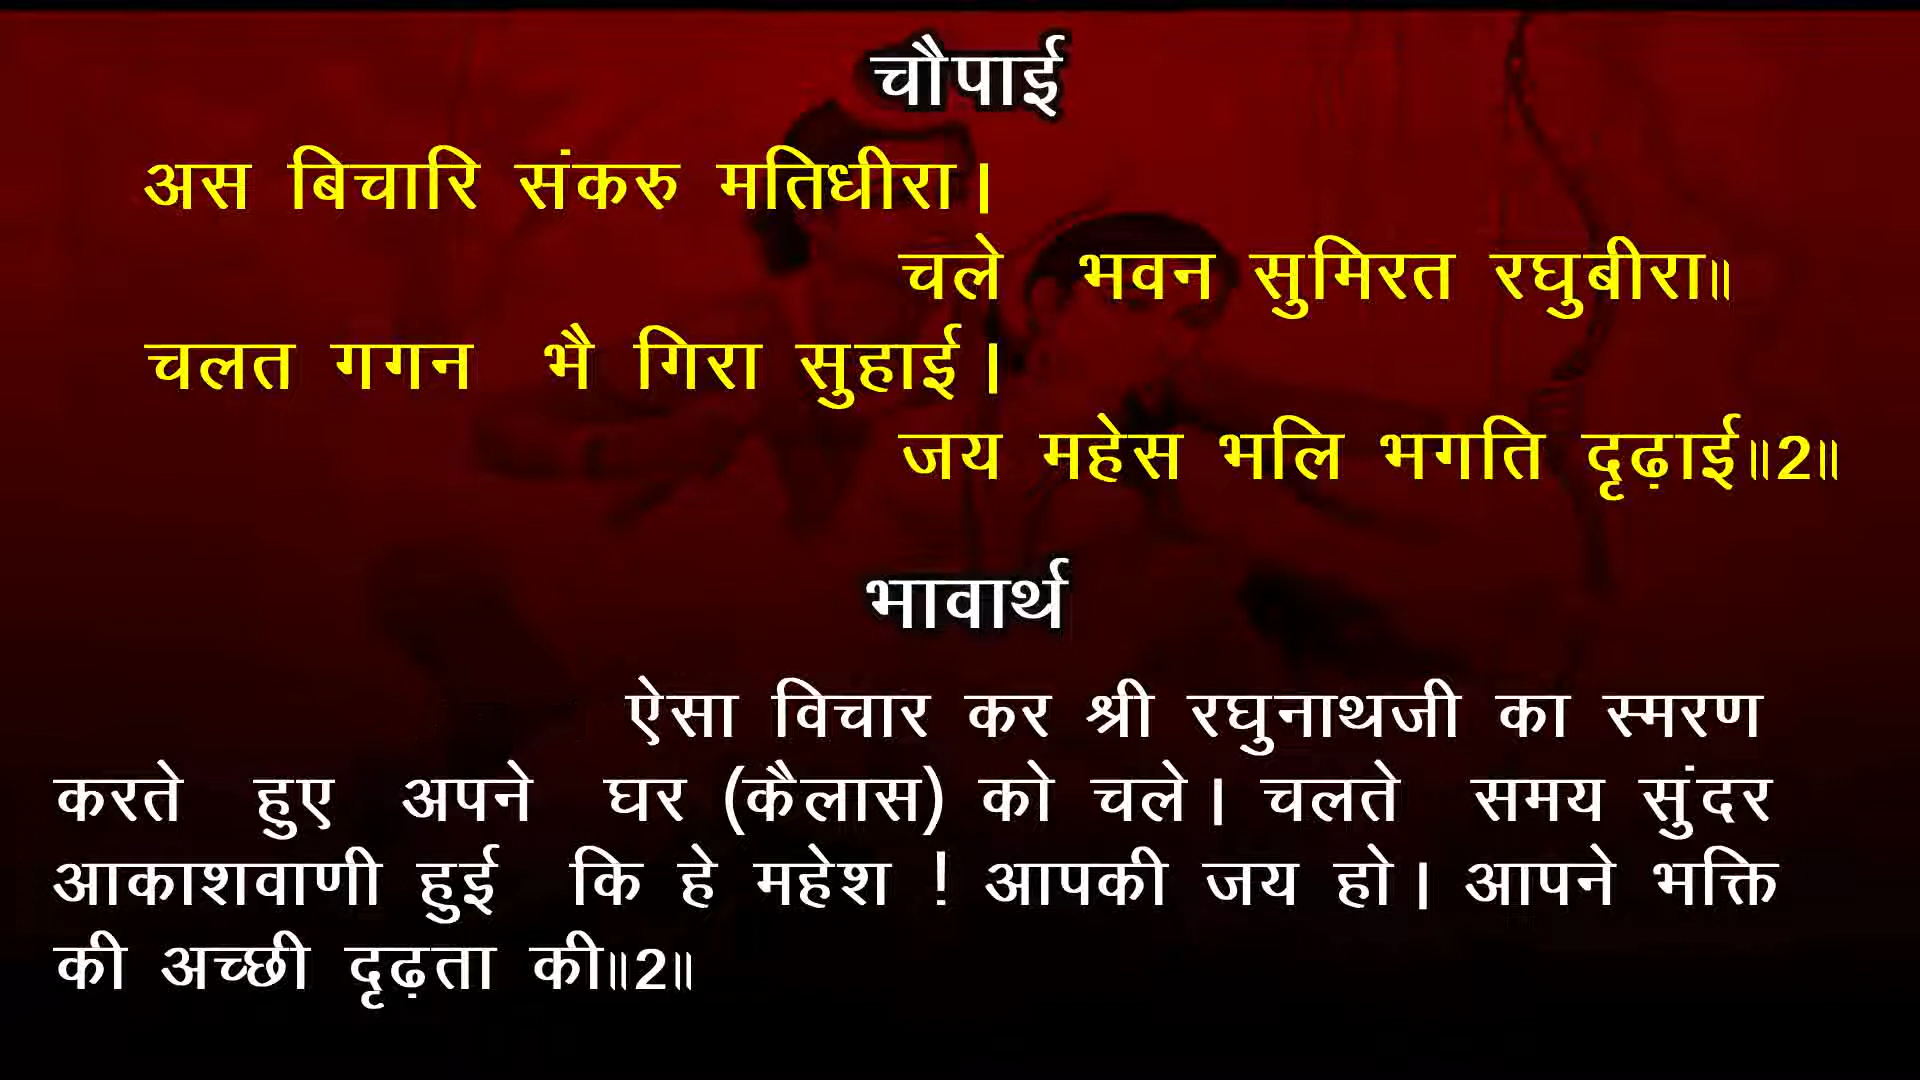 चौपाई
अस बिचारि संकरु मतिधीरा।
चले भवन सुमिरत रघुबीरा॥
चलत गगन भै गिरा सुहाई।
जय महेस भलि भगति दृढ़ाई॥2॥
भावार्थ
ऐसा विचार कर श्री रघुनाथजी का स्मरण
करते हुए अपने घर (कैलास) को चले। चलते समय सुंदर
आकाशवाणी हुई कि हे महेश ! आपकी जय हो। आपने भक्ति
की अच्छी दृढ़ता की॥2॥